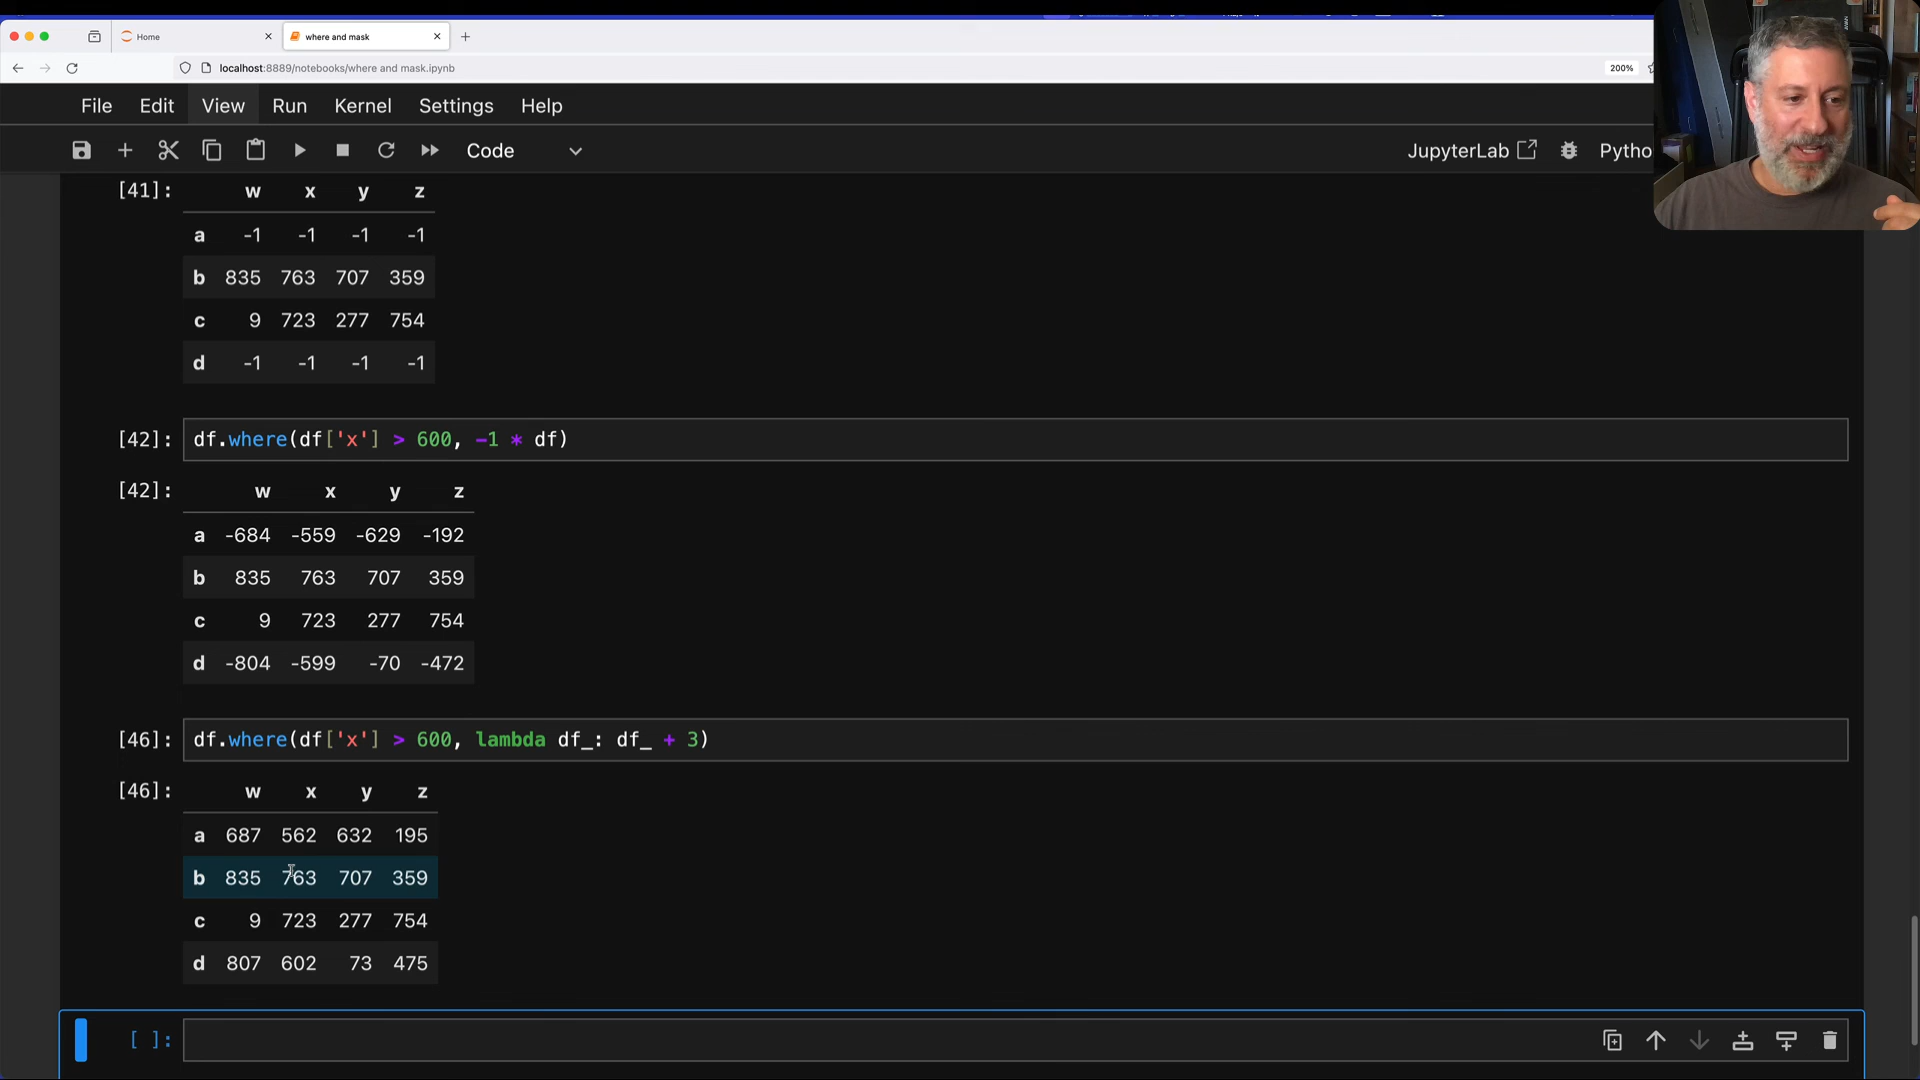 Home
where and mask
localhost:8889/notebooks/where and mask.ipynb
200%
File Edit View Run Kernel Settings Help
Code
JupyterLab
Pytho
[41]:
w x y z
a -1 -1 -1 -1
b 835 763 707 359
c 9 723 277 754
d -1 -1 -1 -1
[42]: df.where(df['x'] > 600, -1 * df)
[42]:
w x y z
a -684 -559 -629 -192
b 835 763 707 359
c 9 723 277 754
d -804 -599 -70 -472
[46]: df.where(df['x'] > 600, lambda df_: df_ + 3)
[46]:
w x y z
a 687 562 632 195
b 835 763 707 359
c 9 723 277 754
d 807 602 73 475
[ ]: